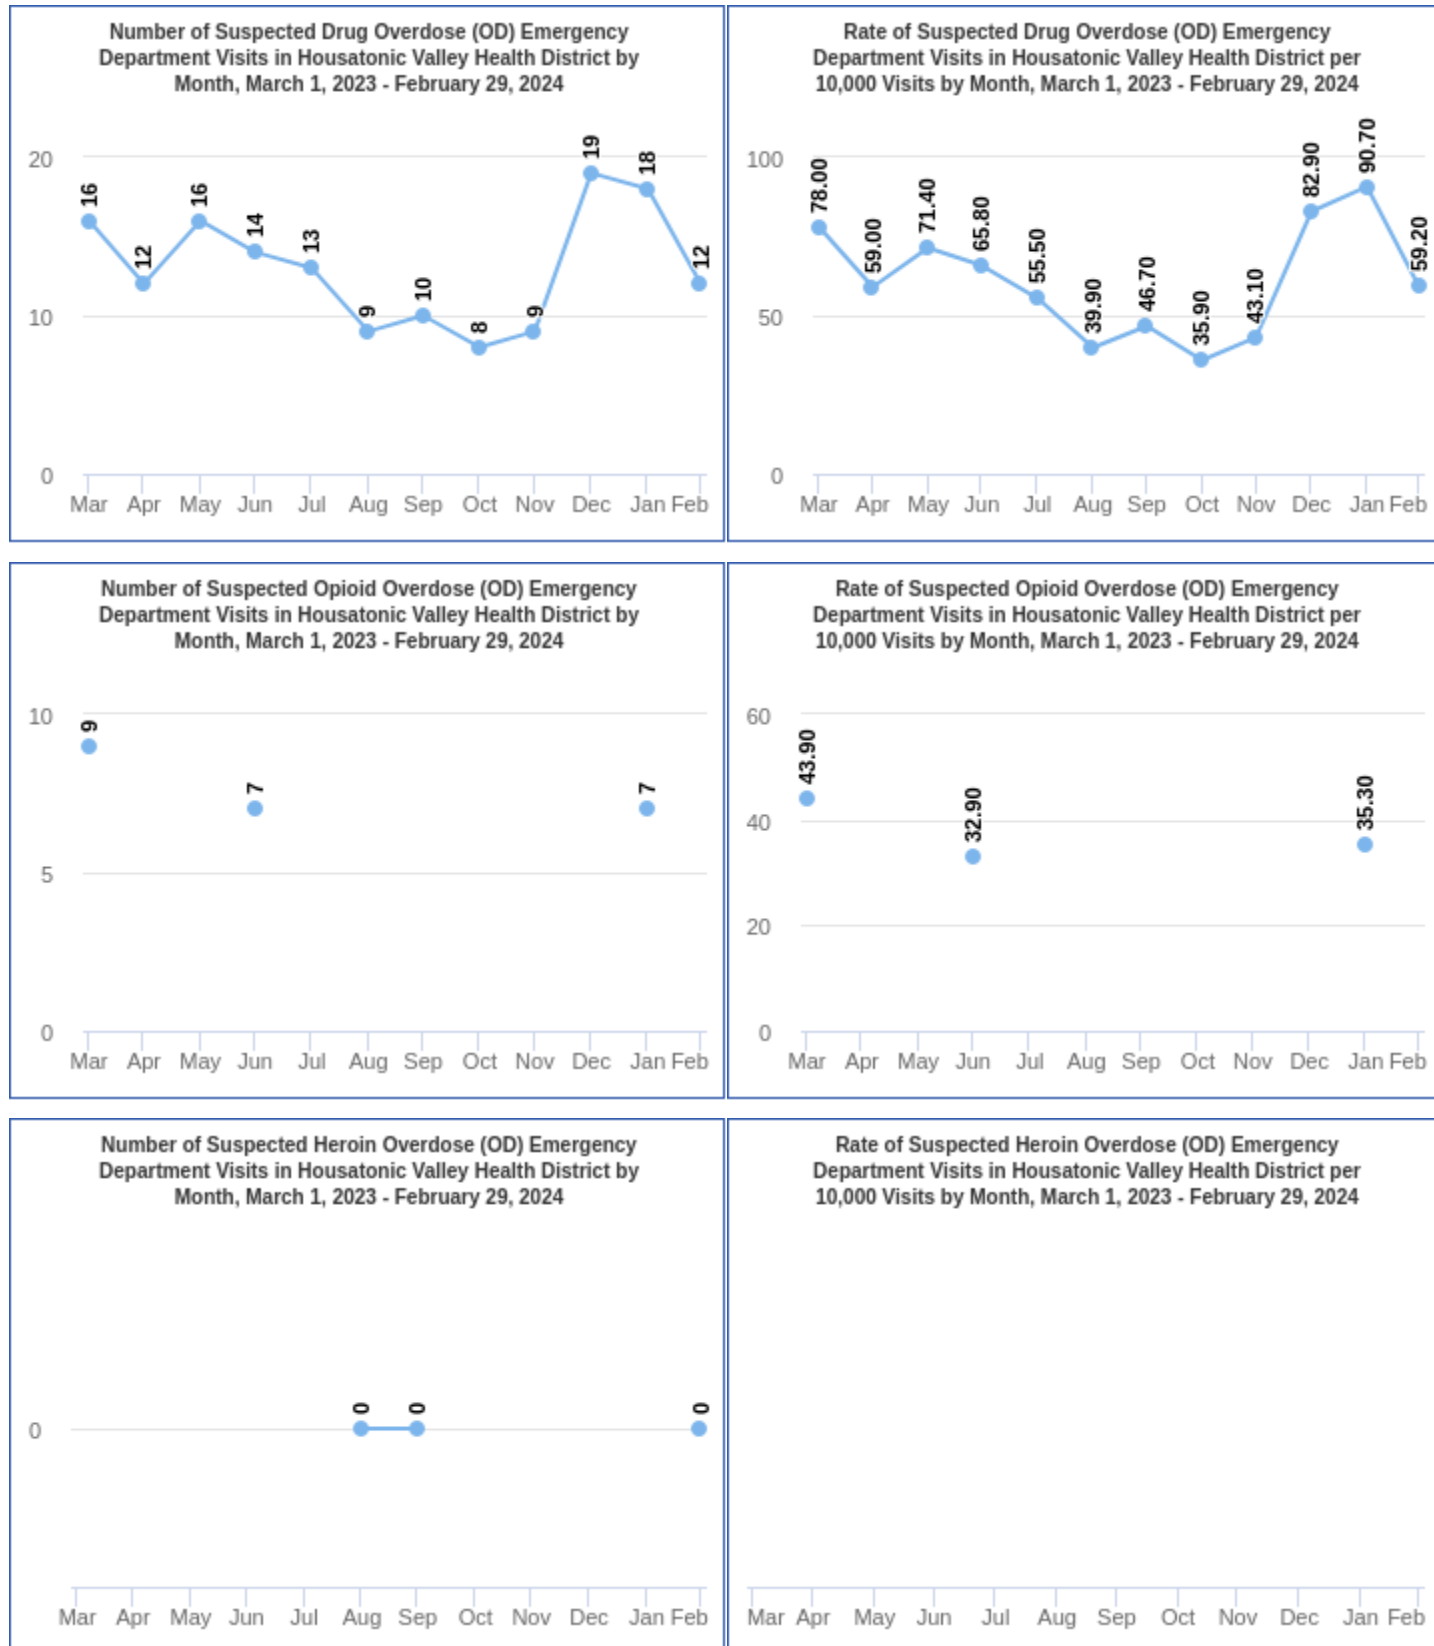 Number of Suspected Drug Overdose (OD) Emergency
Department Visits in Housatonic Valley Health District by
Month, March 1, 2023 - February 29, 2024
20
10
0
16
12
16
14
13
9
10
8
9
19
18
12
Mar Apr May Jun Jul Aug Sep Oct Nov Dec Jan Feb
Rate of Suspected Drug Overdose (OD) Emergency
Department Visits in Housatonic Valley Health District per
10,000 Visits by Month, March 1, 2023 - February 29, 2024
100
50
0
78.00
59.00
71.40
65.80
55.50
39.90
46.70
35.90
43.10
82.90
90.70
59.20
Mar Apr May Jun Jul Aug Sep Oct Nov Dec Jan Feb
Number of Suspected Opioid Overdose (OD) Emergency
Department Visits in Housatonic Valley Health District by
Month, March 1, 2023 - February 29, 2024
10
5
0
9
7
7
Mar Apr May Jun Jul Aug Sep Oct Nov Dec Jan Feb
Rate of Suspected Opioid Overdose (OD) Emergency
Department Visits in Housatonic Valley Health District per
10,000 Visits by Month, March 1, 2023 - February 29, 2024
60
40
20
0
43.90
32.90
35.30
Mar Apr May Jun Jul Aug Sep Oct Nov Dec Jan Feb
Number of Suspected Heroin Overdose (OD) Emergency
Department Visits in Housatonic Valley Health District by
Month, March 1, 2023 - February 29, 2024
0
0
0
0
Mar Apr May Jun Jul Aug Sep Oct Nov Dec Jan Feb
Rate of Suspected Heroin Overdose (OD) Emergency
Department Visits in Housatonic Valley Health District per
10,000 Visits by Month, March 1, 2023 - February 29, 2024
Mar Apr May Jun Jul Aug Sep Oct Nov Dec Jan Feb